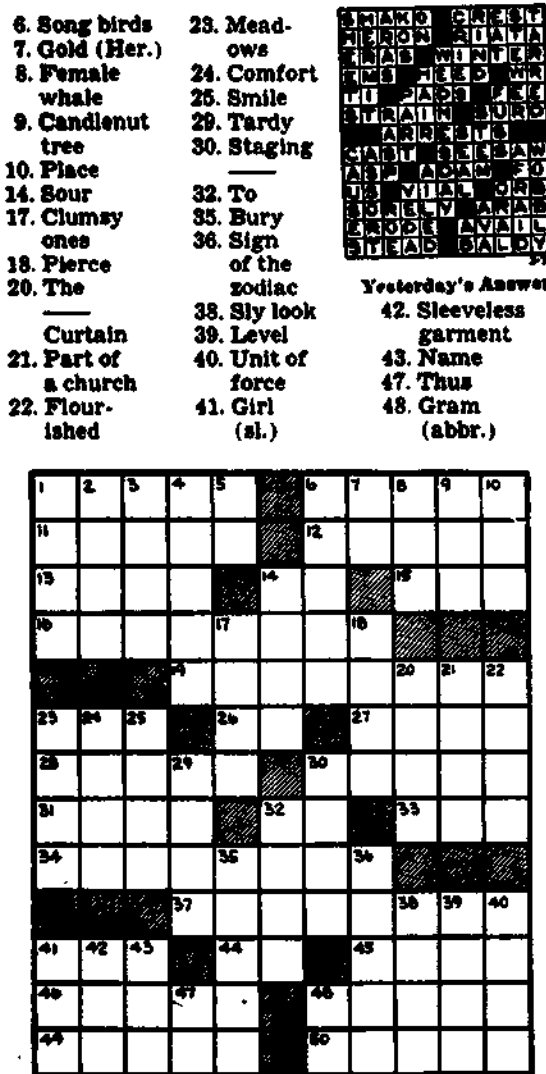 6. Song birds
7. Gold (Her.)
8. Female
whale
9. Candlenut
tree
10. Place
14. Sour
17. Clumsy
ones
18. Pierce
20. The
—
Curtain
21. Part of
a church
22. Flour-
ished
23. Mead-
ows
24. Comfort
25. Smile
29. Tardy
30. Staging
—
32. To
35. Bury
36. Sign
of the
zodiac
38. Sly look
39. Level
40. Unit of
force
41. Girl
(sl.)
SHAKO CREST
HERON RIATA
ERAS WINTER
EMS HEED WR
TI PADS FEE
STRAIN SURD
ARRESTS
CAST SEESAW
ASP ADAM FO
US VIAL ORB
SORELY ARAB
ERODE AVAIL
STEAD BALDY
Yesterday's Answer
42. Sleeveless
garment
43. Name
47. Thus
48. Gram
(abbr.)
1 2 3 4 5 6 7 8 9 10
11 12
13 14 15
16 17 18
19 20 21 22
23 24 25 26 27
28 29 30
31 32 33
34 35 36
37 38 39 40
41 42 43 44 45
46 47 48
49 50